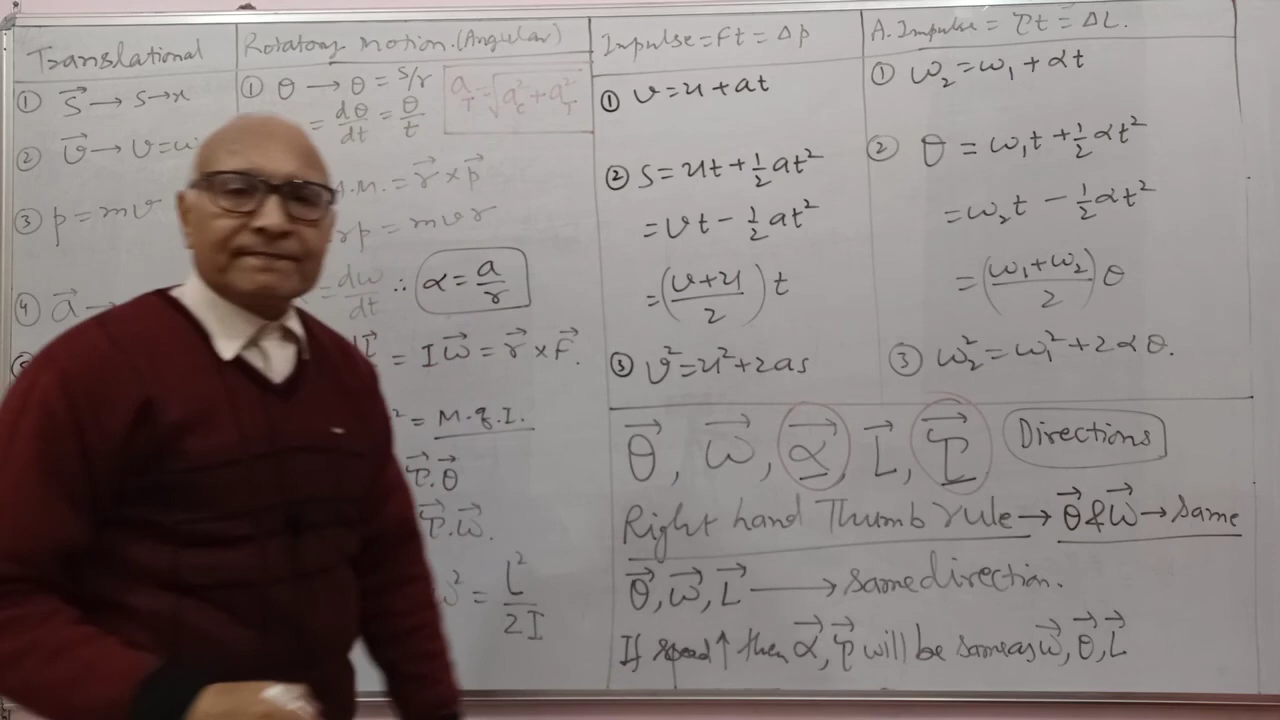 Translational
① S⃗ → s→x
② v⃗ → v=ω
③ p = mv
④ a⃗ →
Rotatory motion.(Angular)
① θ → θ = s/r
= dθ/dt = θ/t
a_T = √(a_c² + a_T²)
A.M. = r⃗ × p⃗
rp = mvr
= dω/dt ∴ α = a/r
= Iω⃗ = r⃗ × F⃗.
² = M.g.I.
τ⃗.θ⃗
τ⃗.ω⃗.
ω² = L²/2I
Impulse = Ft = Δp
① v = u + at
② s = ut + ½at²
= vt - ½at²
= ((v+u)/2) t
③ v² = u² + 2as
A. Impulse = τt = ΔL.
① ω₂ = ω₁ + αt
② θ = ω₁t + ½αt²
= ω₂t - ½αt²
= ((ω₁+ω₂)/2) θ
③ ω₂² = ω₁² + 2αθ.
θ⃗, ω⃗, α⃗, L⃗, τ⃗ Directions
Right hand Thumb rule → θ⃗ & ω⃗ → same
θ⃗, ω⃗, L⃗ → same direction.
If speed ↑ then α⃗, τ⃗ will be same as ω⃗, θ⃗, L⃗